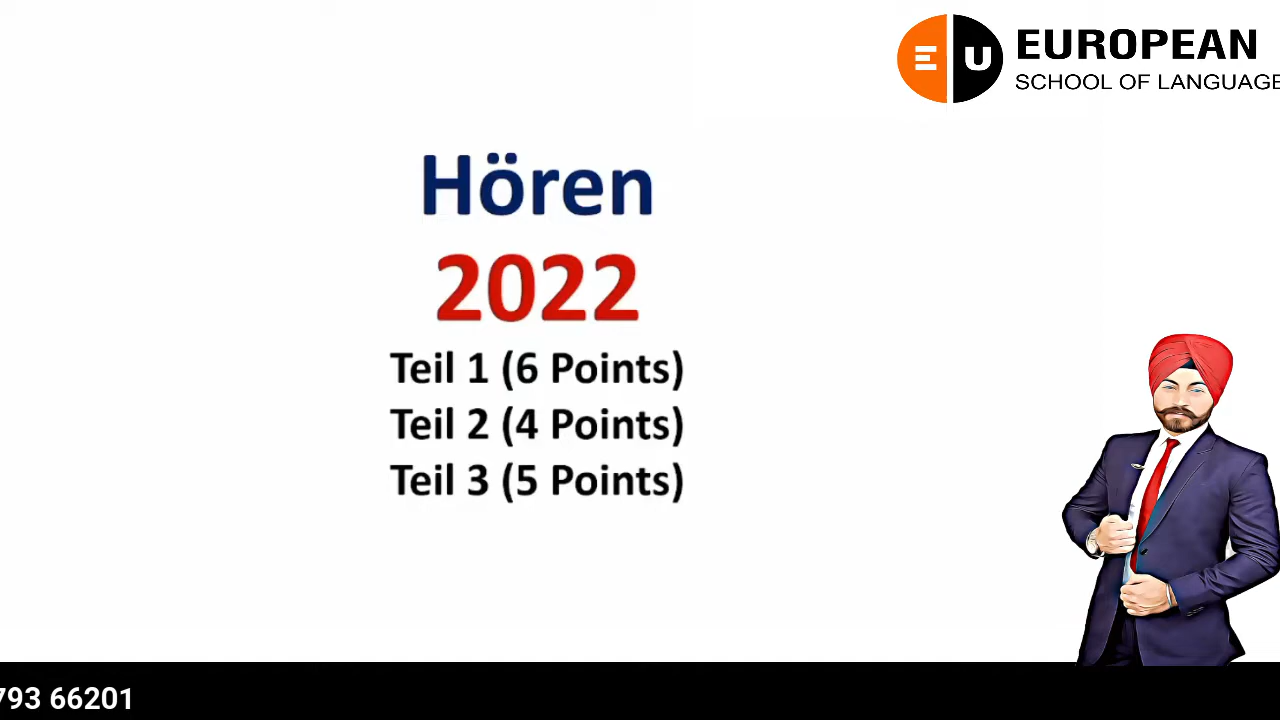 E U EUROPEAN
SCHOOL OF LANGUAGE
Hören
2022
Teil 1 (6 Points)
Teil 2 (4 Points)
Teil 3 (5 Points)
793 66201